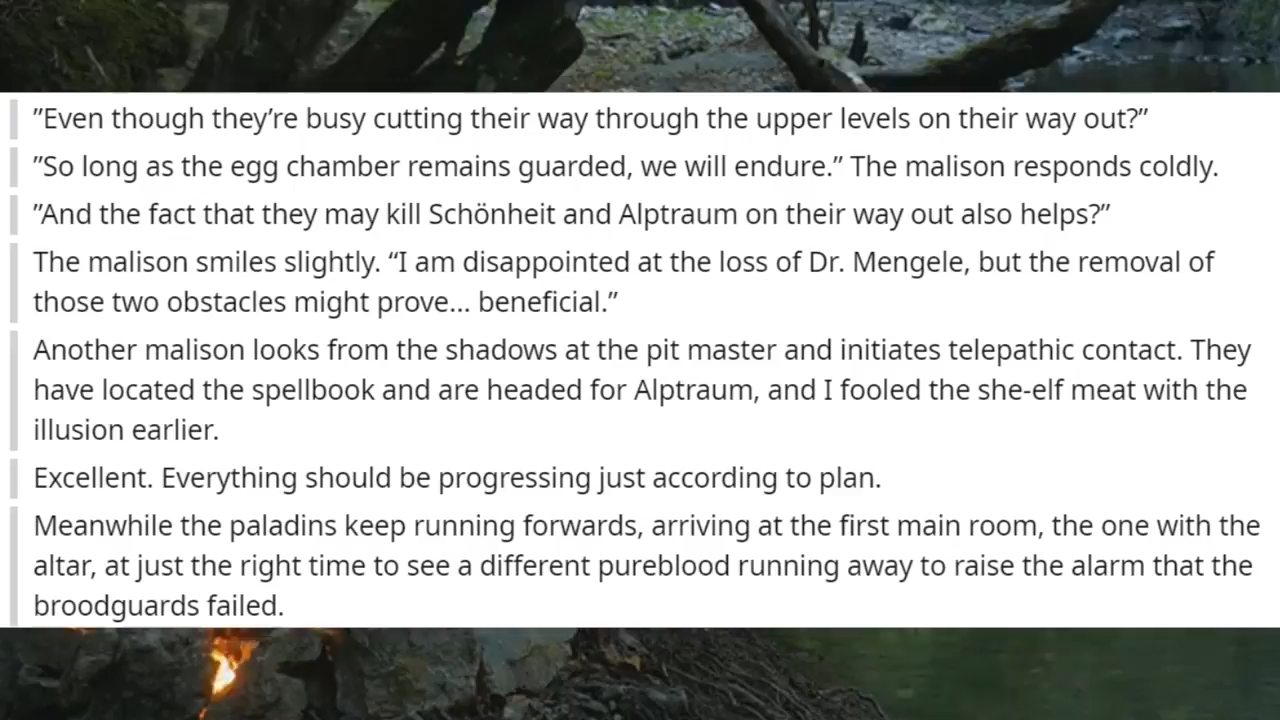 ”Even though they’re busy cutting their way through the upper levels on their way out?”
”So long as the egg chamber remains guarded, we will endure.” The malison responds coldly.
”And the fact that they may kill Schönheit and Alptraum on their way out also helps?”
The malison smiles slightly. “I am disappointed at the loss of Dr. Mengele, but the removal of
those two obstacles might prove... beneficial.”
Another malison looks from the shadows at the pit master and initiates telepathic contact. They
have located the spellbook and are headed for Alptraum, and I fooled the she-elf meat with the
illusion earlier.
Excellent. Everything should be progressing just according to plan.
Meanwhile the paladins keep running forwards, arriving at the first main room, the one with the
altar, at just the right time to see a different pureblood running away to raise the alarm that the
broodguards failed.